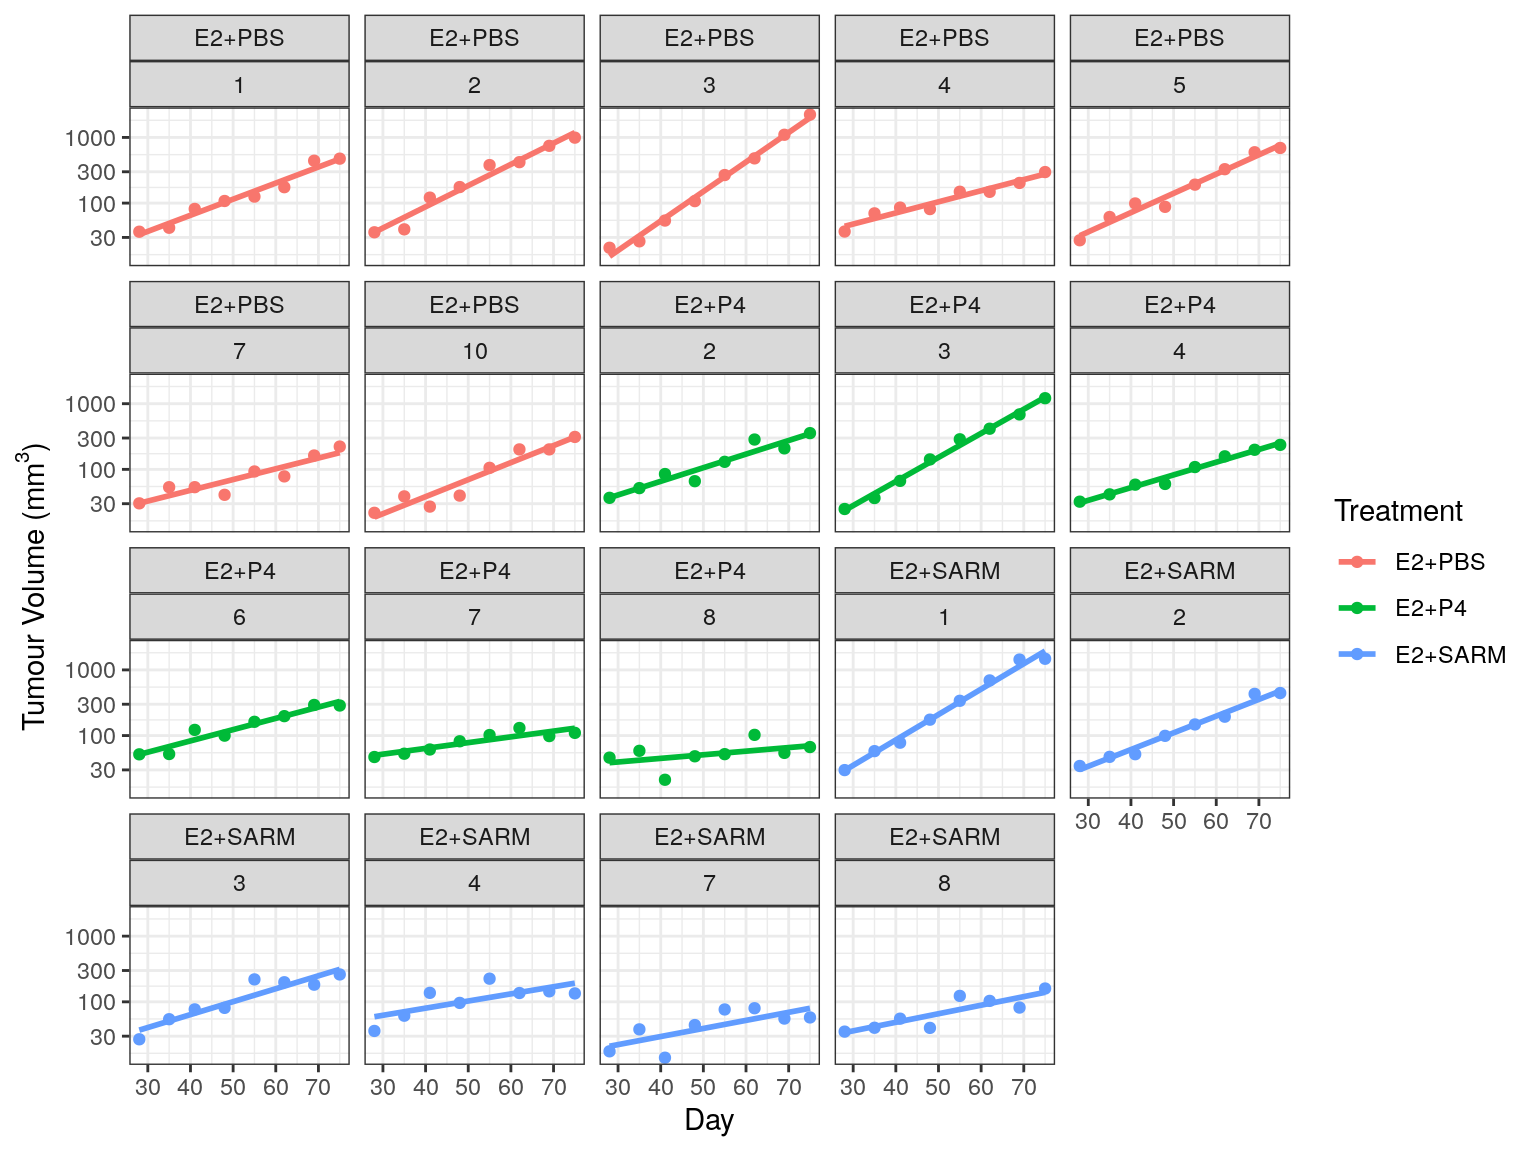 E2+PBS E2+PBS E2+PBS E2+PBS E2+PBS
1 2 3 4 5
1000
300
100
30
E2+PBS E2+PBS E2+P4 E2+P4 E2+P4
7 10 2 3 4
1000
300
100
30
E2+P4 E2+P4 E2+P4 E2+SARM E2+SARM
6 7 8 1 2
1000
300
100
30
30 40 50 60 70
E2+SARM E2+SARM E2+SARM E2+SARM
3 4 7 8
1000
300
100
30
30 40 50 60 70 30 40 50 60 70 30 40 50 60 70 30 40 50 60 70
Day
Tumour Volume (mm³)
Treatment
E2+PBS
E2+P4
E2+SARM